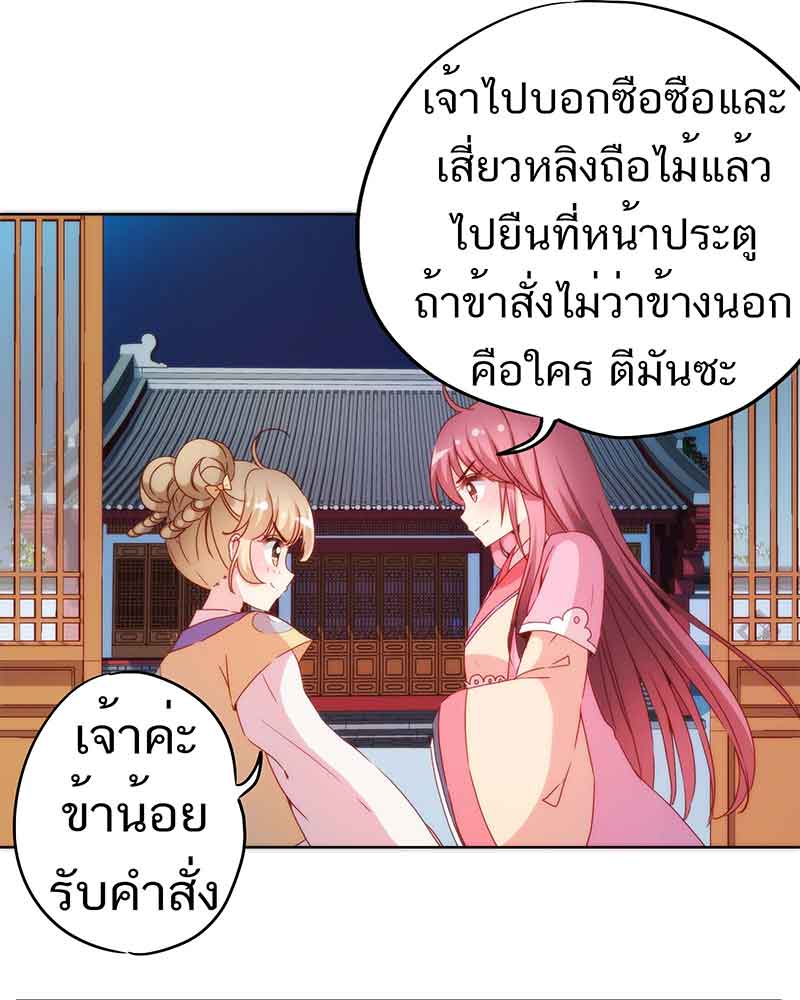 เจ้าไปบอกซือซือและ
เสี่ยวหลิงถือไม้แล้ว
ไปยืนที่หน้าประตู
ถ้าข้าสั่งไม่ว่าข้างนอก
คือใคร ตีมันซะ
เจ้าค่ะ
ข้าน้อย
รับคำสั่ง